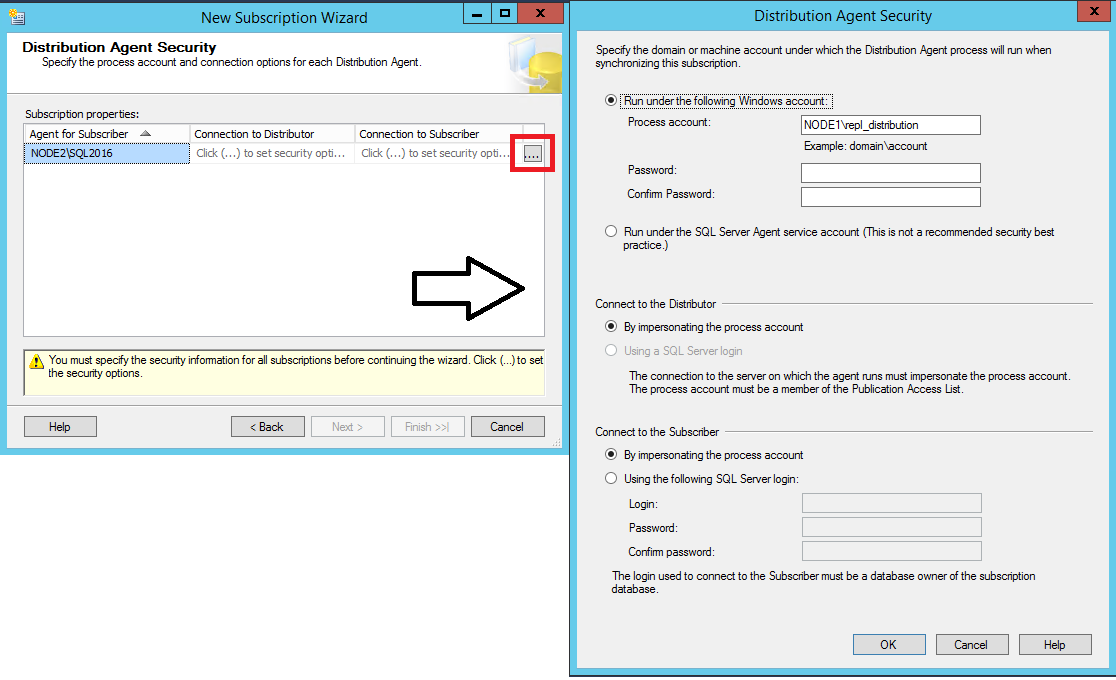 New Subscription Wizard
Distribution Agent Security
Specify the process account and connection options for each Distribution Agent.
Subscription properties:
Agent for Subscriber
Connection to Distributor
Connection to Subscriber
NODE2\SQL2016
Click (...) to set security opti...
Click (...) to set security opti...
....
You must specify the security information for all subscriptions before continuing the wizard. Click (...) to set
the security options.
Help
< Back
Next >
Finish >>|
Cancel
Distribution Agent Security
Specify the domain or machine account under which the Distribution Agent process will run when
synchronizing this subscription.
Run under the following Windows account:
Process account:
NODE1\repl_distribution
Example: domain\account
Password:
Confirm Password:
Run under the SQL Server Agent service account (This is not a recommended security best
practice.)
Connect to the Distributor
By impersonating the process account
Using a SQL Server login
The connection to the server on which the agent runs must impersonate the process account.
The process account must be a member of the Publication Access List.
Connect to the Subscriber
By impersonating the process account
Using the following SQL Server login:
Login:
Password:
Confirm password:
The login used to connect to the Subscriber must be a database owner of the subscription
database.
OK
Cancel
Help